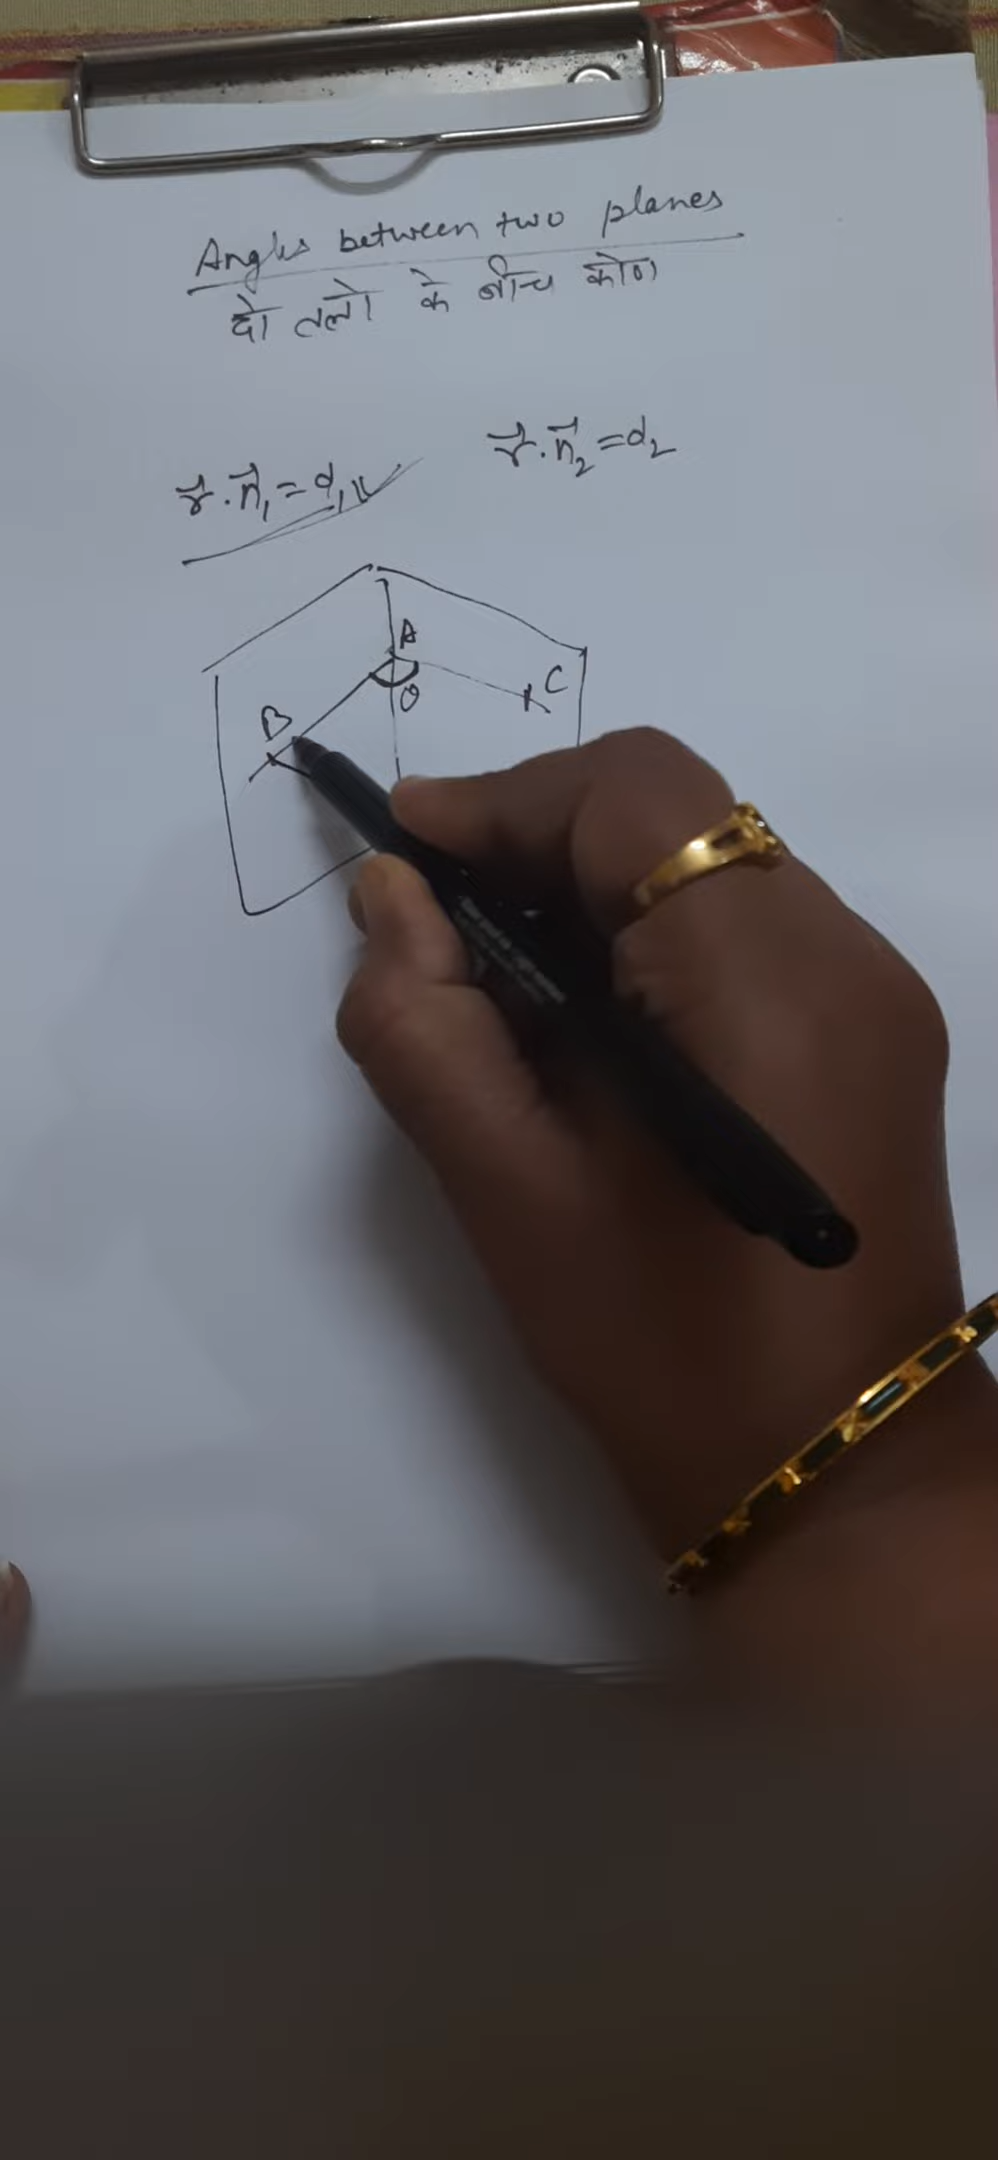 Angles between two planes
दो तलो के बीच कोण
r⃗.n⃗₁=d₁ r⃗.n⃗₂=d₂
A
B
C
θ